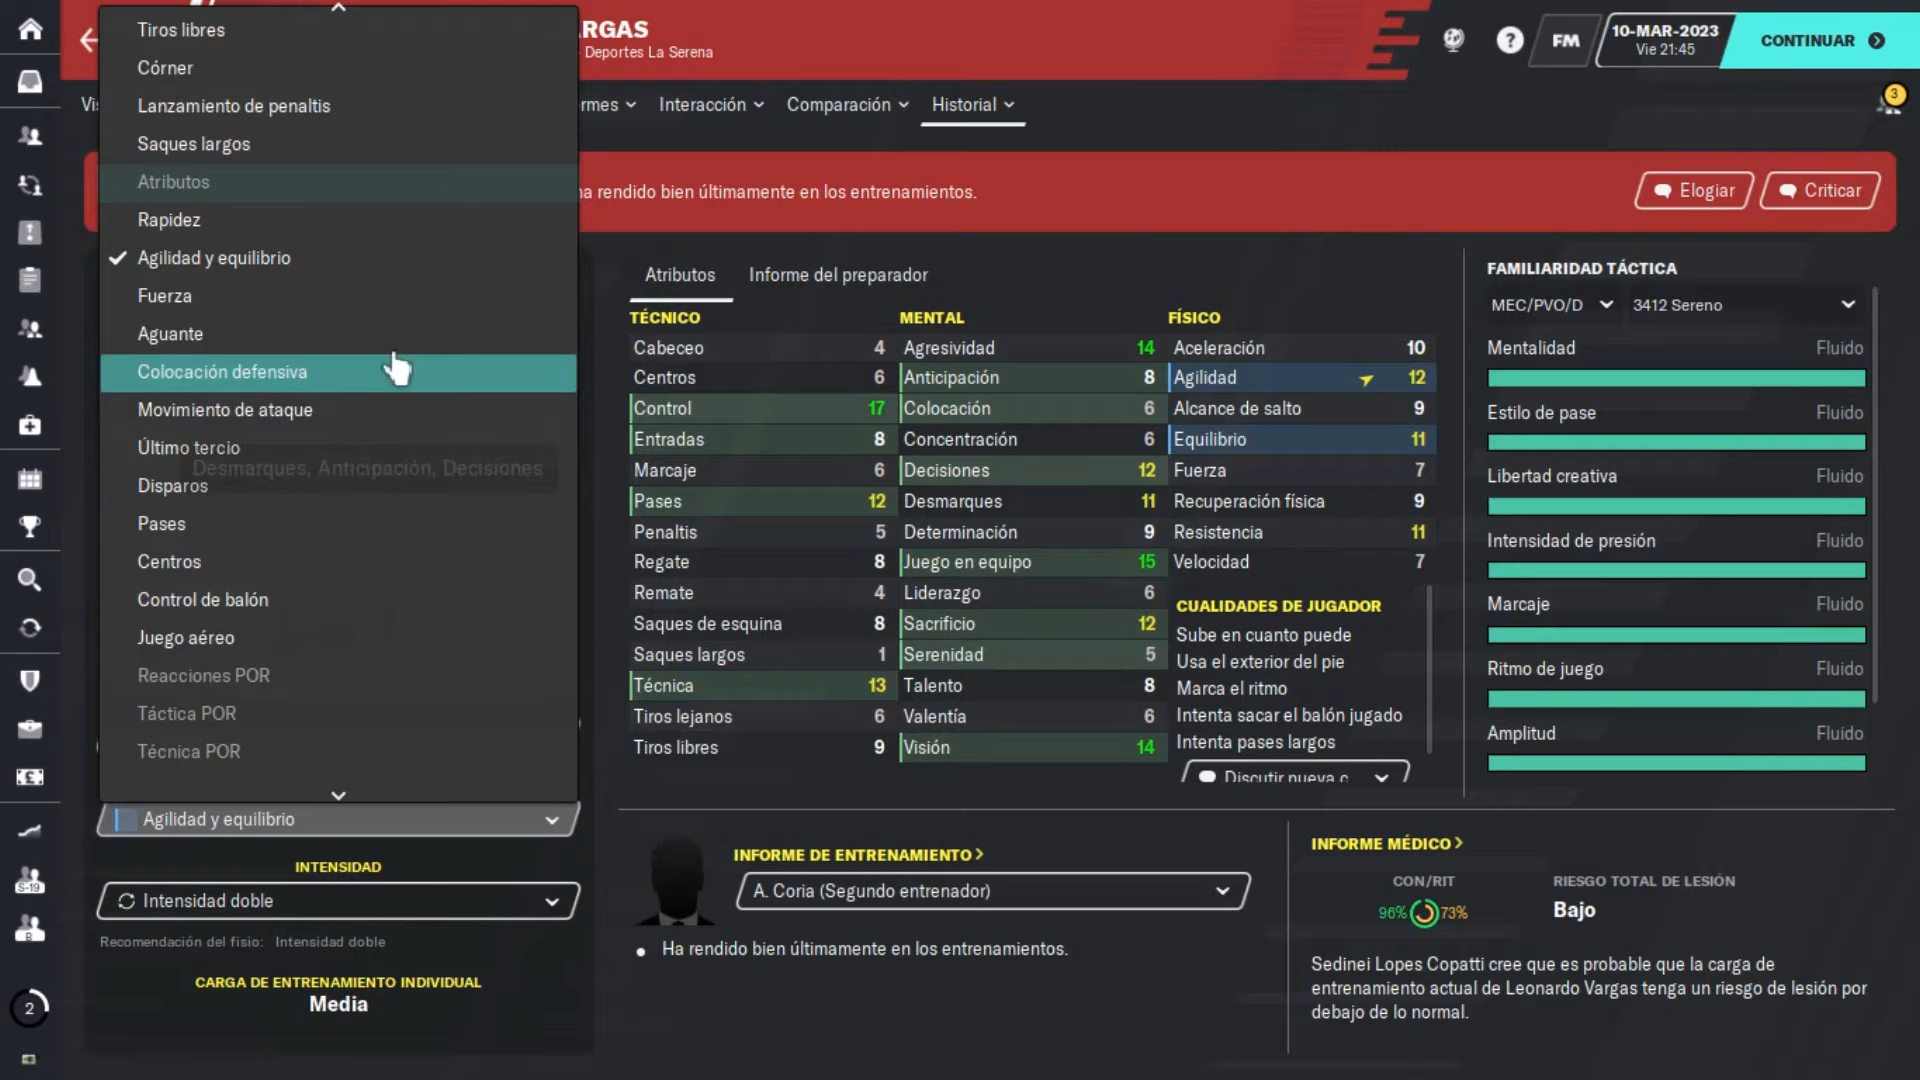 RGAS
Deportes La Serena
FM
10-MAR-2023
Vie 21:45
CONTINUAR
Vi
rmes
Interacción
Comparación
Historial
3
ha rendido bien últimamente en los entrenamientos.
Elogiar
Criticar
Tiros libres
Córner
Lanzamiento de penaltis
Saques largos
Atributos
Rapidez
Agilidad y equilibrio
Fuerza
Aguante
Colocación defensiva
Movimiento de ataque
Último tercio
Desmarques, Anticipación, Decisiones
Disparos
Pases
Centros
Control de balón
Juego aéreo
Reacciones POR
Táctica POR
Técnica POR
Agilidad y equilibrio
INTENSIDAD
Intensidad doble
Recomendación del fisio: Intensidad doble
CARGA DE ENTRENAMIENTO INDIVIDUAL
Media
Atributos
Informe del preparador
TÉCNICO
Cabeceo 4
Centros 6
Control 17
Entradas 8
Marcaje 6
Pases 12
Penaltis 5
Regate 8
Remate 4
Saques de esquina 8
Saques largos 1
Técnica 13
Tiros lejanos 6
Tiros libres 9
MENTAL
Agresividad 14
Anticipación 8
Colocación 6
Concentración 6
Decisiones 12
Desmarques 11
Determinación 9
Juego en equipo 15
Liderazgo 6
Sacrificio 12
Serenidad 5
Talento 8
Valentía 6
Visión 14
FÍSICO
Aceleración 10
Agilidad 12
Alcance de salto 9
Equilibrio 11
Fuerza 7
Recuperación física 9
Resistencia 11
Velocidad 7
CUALIDADES DE JUGADOR
Sube en cuanto puede
Usa el exterior del pie
Marca el ritmo
Intenta sacar el balón jugado
Intenta pases largos
Discutir nueva c
FAMILIARIDAD TÁCTICA
MEC/PVO/D
3412 Sereno
Mentalidad Fluido
Estilo de pase Fluido
Libertad creativa Fluido
Intensidad de presión Fluido
Marcaje Fluido
Ritmo de juego Fluido
Amplitud Fluido
INFORME DE ENTRENAMIENTO
A. Coria (Segundo entrenador)
Ha rendido bien últimamente en los entrenamientos.
INFORME MÉDICO
CON/RIT
96% 73%
RIESGO TOTAL DE LESIÓN
Bajo
Sedinei Lopes Copatti cree que es probable que la carga de
entrenamiento actual de Leonardo Vargas tenga un riesgo de lesión por
debajo de lo normal.
S-19
B
2